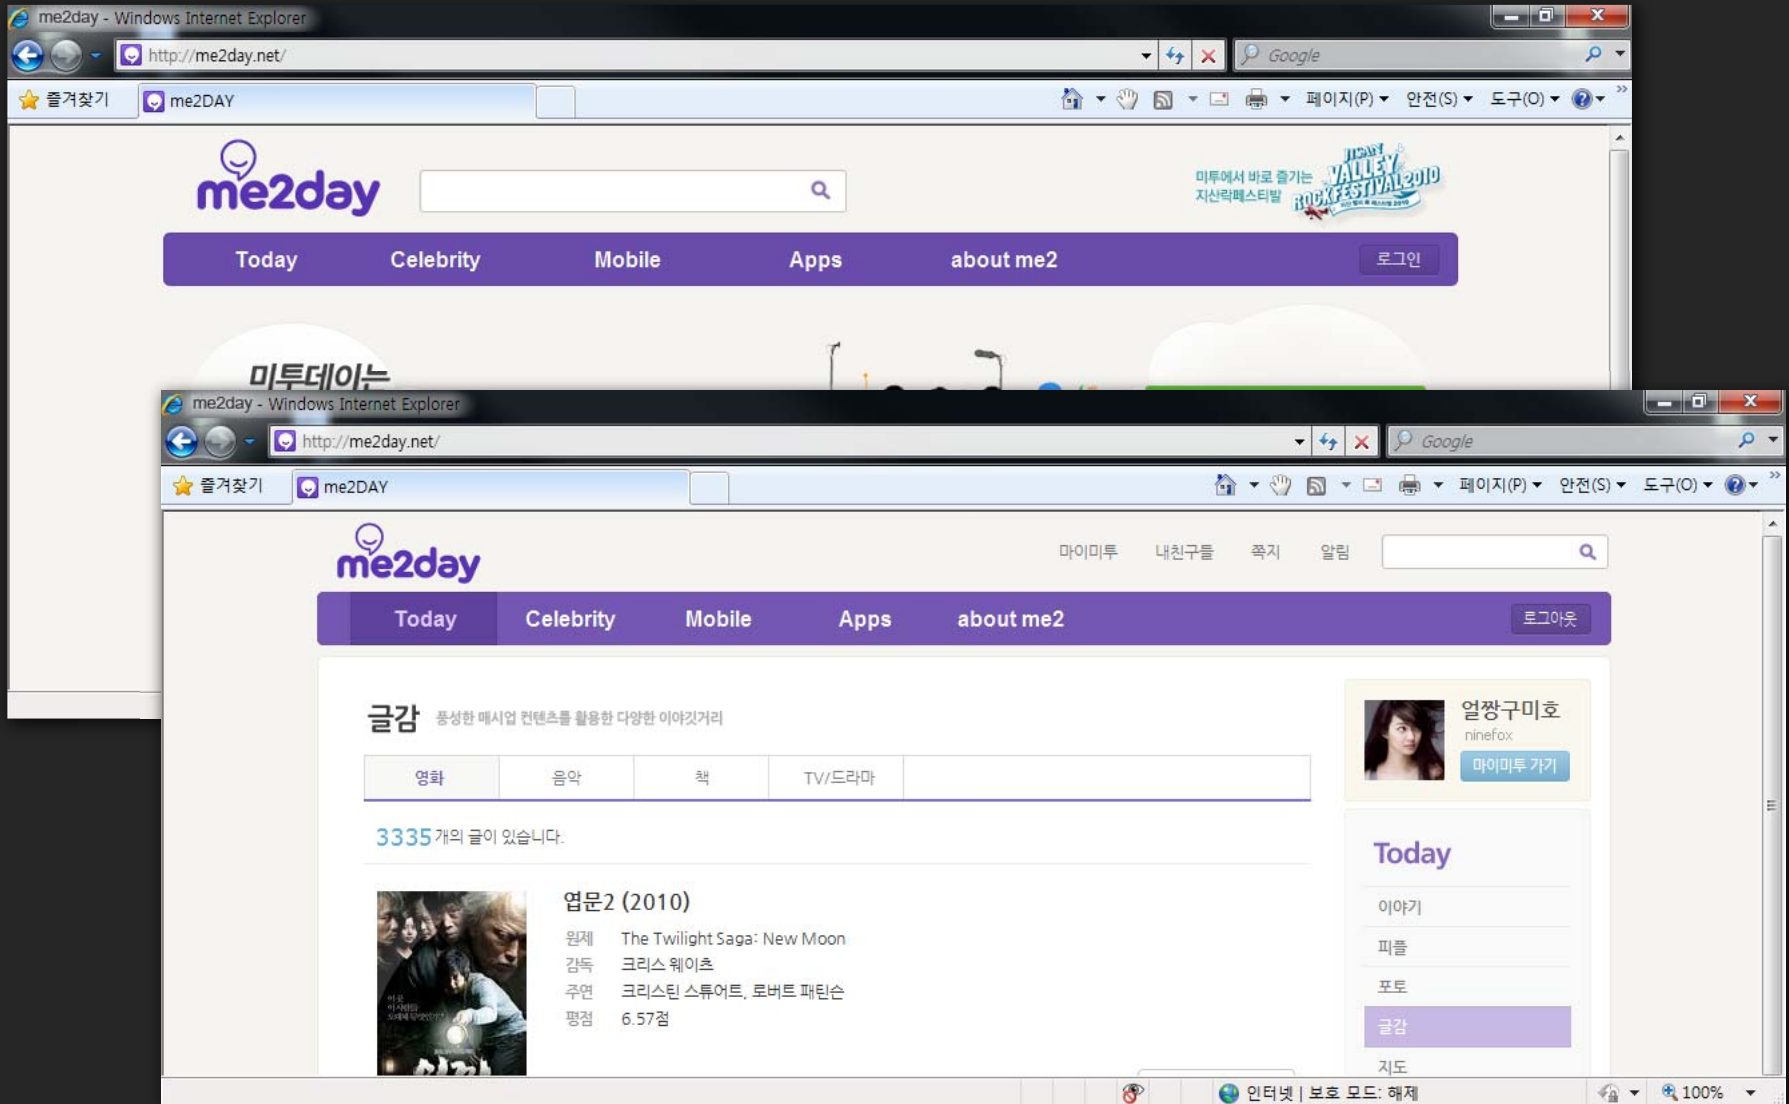 me2day - Windows Internet Explorer
http://me2day.net/
Google
즐겨찾기
me2DAY
페이지(P)
안전(S)
도구(O)
me2day
미투에서 바로 즐기는
지산락페스티발
JISAN
VALLEY
ROCK FESTIVAL 2010
Today
Celebrity
Mobile
Apps
about me2
로그인
미투데이는
me2day - Windows Internet Explorer
http://me2day.net/
Google
즐겨찾기
me2DAY
페이지(P)
안전(S)
도구(O)
me2day
마이미투
내친구들
쪽지
알림
Today
Celebrity
Mobile
Apps
about me2
로그아웃
글감
풍성한 매시업 컨텐츠를 활용한 다양한 이야깃거리
영화
음악
책
TV/드라마
3335개의 글이 있습니다.
엽문2 (2010)
원제 The Twilight Saga: New Moon
감독 크리스 웨이츠
주연 크리스틴 스튜어트, 로버트 패틴슨
평점 6.57점
얼짱구미호
ninefox
마이미투 가기
Today
이야기
피플
포토
글감
지도
인터넷 | 보호 모드: 해제
100%